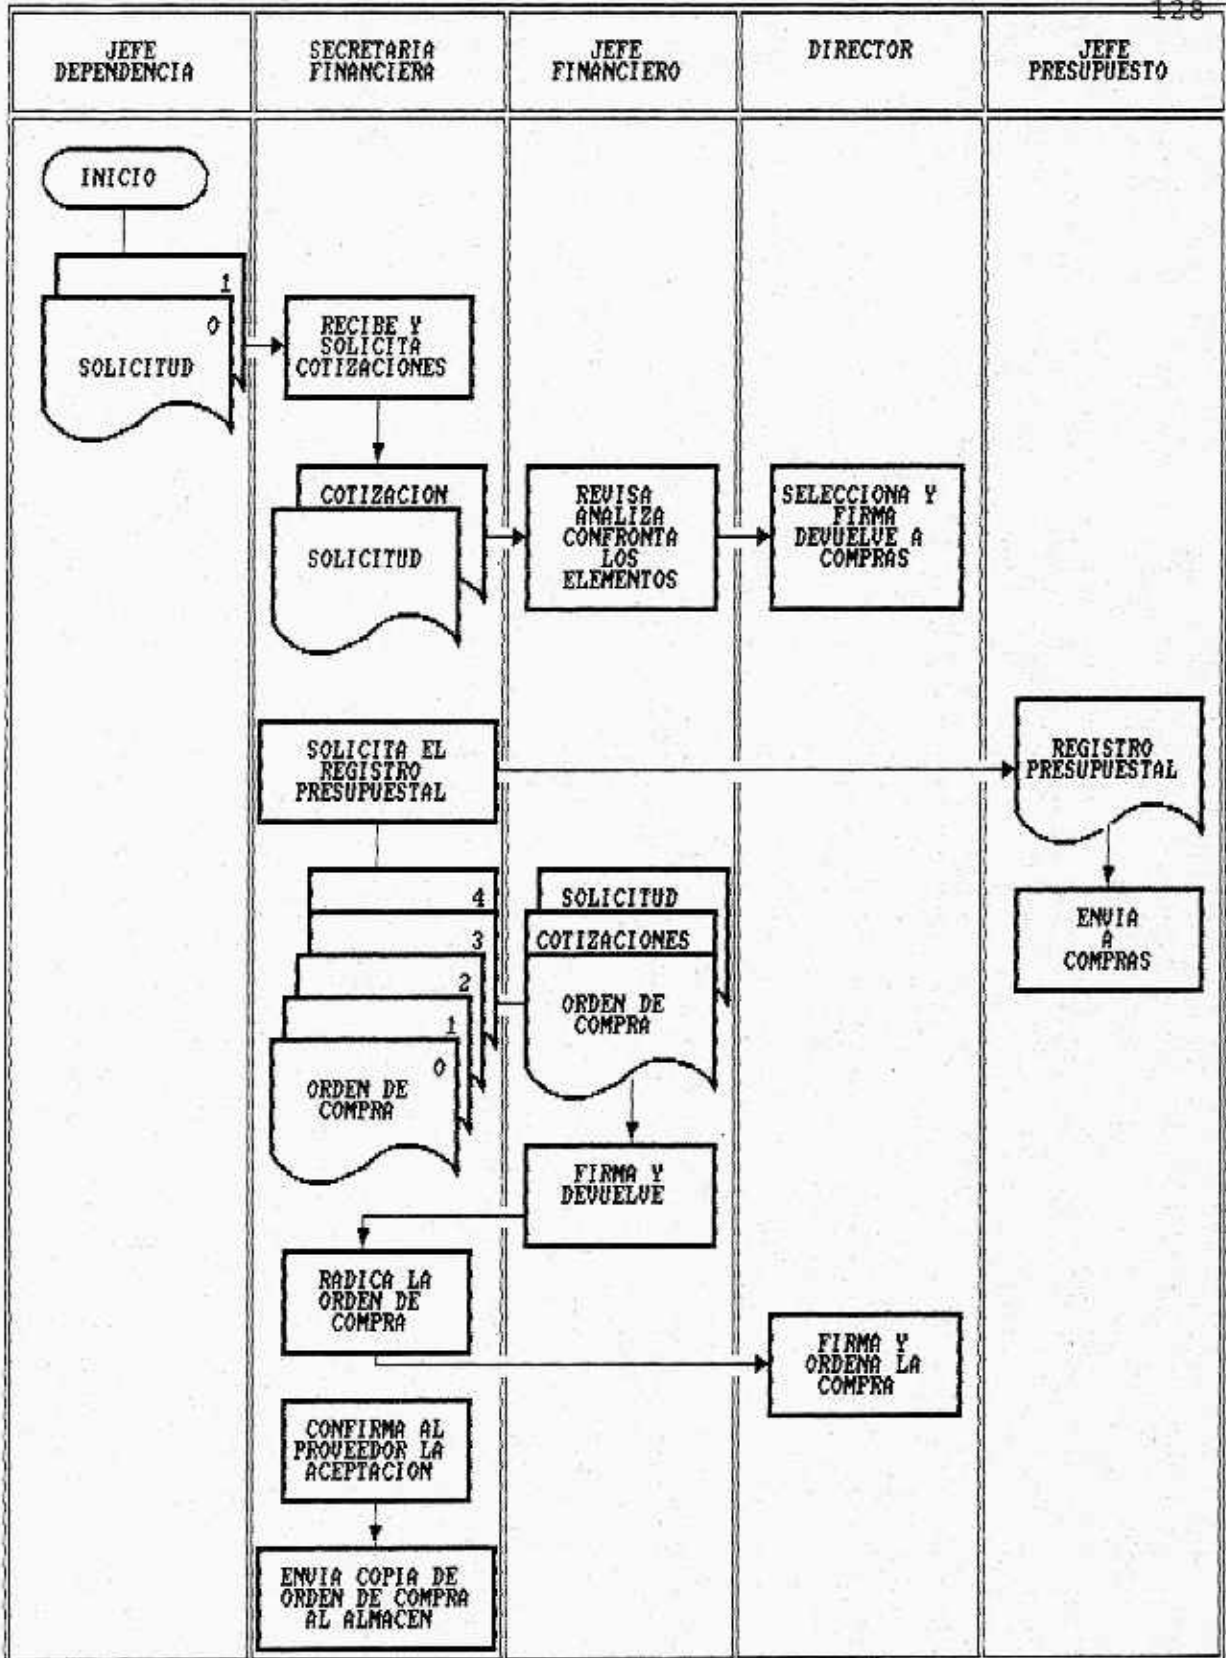 128
JEFE
DEPENDENCIA
SECRETARIA
FINANCIERA
JEFE
FINANCIERO
DIRECTOR
JEFE
PRESUPUESTO
INICIO
1
0
SOLICITUD
RECIBE Y
SOLICITA
COTIZACIONES
COTIZACION
SOLICITUD
REVISA
ANALIZA
CONFRONTA
LOS
ELEMENTOS
SELECCIONA Y
FIRMA
DEVUELVE A
COMPRAS
SOLICITA EL
REGISTRO
PRESUPUESTAL
REGISTRO
PRESUPUESTAL
ENVIA
A
COMPRAS
4
3
2
1
0
ORDEN DE
COMPRA
SOLICITUD
COTIZACIONES
ORDEN DE
COMPRA
FIRMA Y
DEVUELVE
RADICA LA
ORDEN DE
COMPRA
FIRMA Y
ORDENA LA
COMPRA
CONFIRMA AL
PROVEEDOR LA
ACEPTACION
ENVIA COPIA DE
ORDEN DE COMPRA
AL ALMACEN